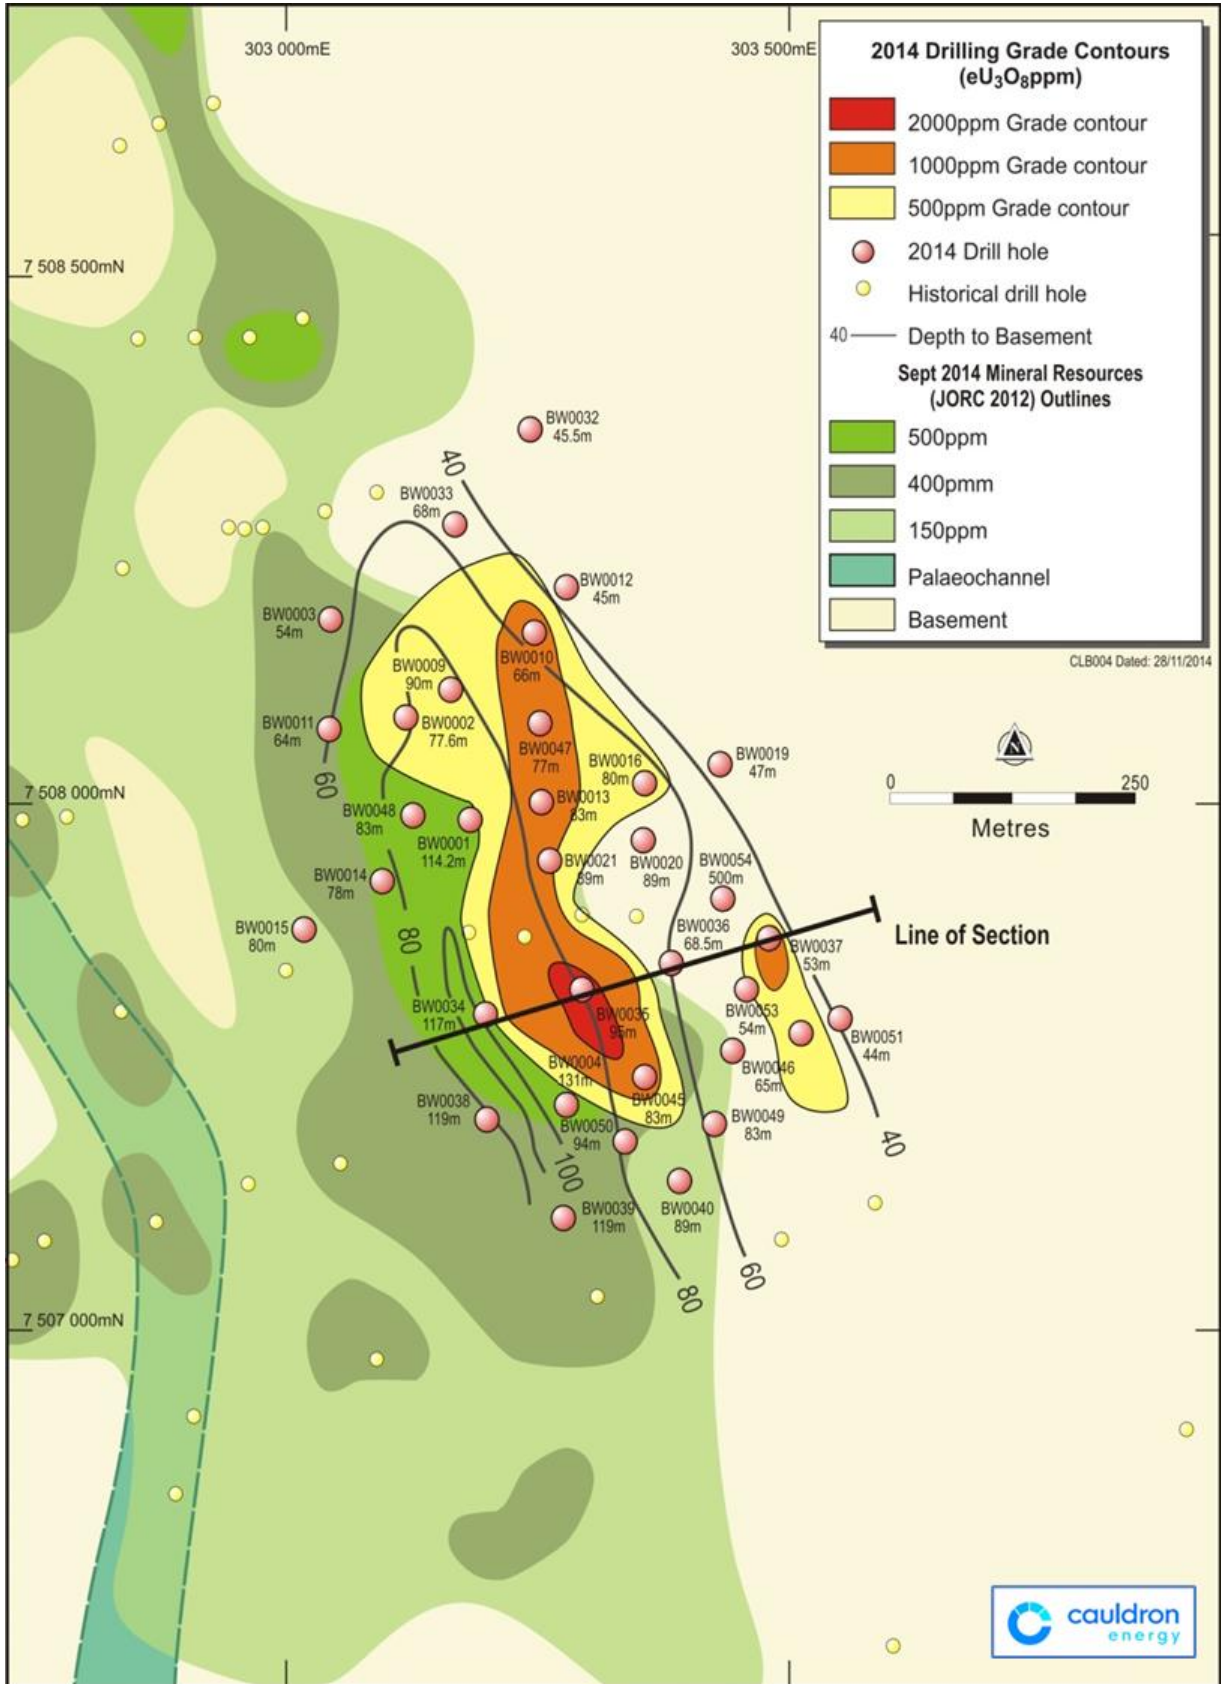 303 000mE
303 500mE
2014 Drilling Grade Contours
(eU₃O₈ppm)
2000ppm Grade contour
1000ppm Grade contour
500ppm Grade contour
2014 Drill hole
Historical drill hole
40
Depth to Basement
Sept 2014 Mineral Resources
(JORC 2012) Outlines
500ppm
400pmm
150ppm
Palaeochannel
Basement
CLB004 Dated: 28/11/2014
7 508 500mN
BW0032
45.5m
40
BW0033
68m
BW0012
45m
BW0003
54m
BW0010
66m
BW0009
90m
BW0002
77.6m
BW0011
64m
BW0047
77m
BW0016
80m
BW0019
47m
60
N
0
250
Metres
7 508 000mN
BW0048
83m
BW0013
83m
BW0001
114.2m
BW0021
89m
BW0020
89m
BW0054
500m
BW0014
78m
BW0015
80m
80
BW0036
68.5m
Line of Section
BW0037
53m
BW0034
117m
BW0035
95m
BW0053
54m
BW0051
44m
BW0004
131m
BW0046
65m
BW0038
119m
BW0045
83m
BW0050
94m
BW0049
83m
40
100
BW0039
119m
BW0040
89m
60
80
7 507 000mN
cauldron
energy